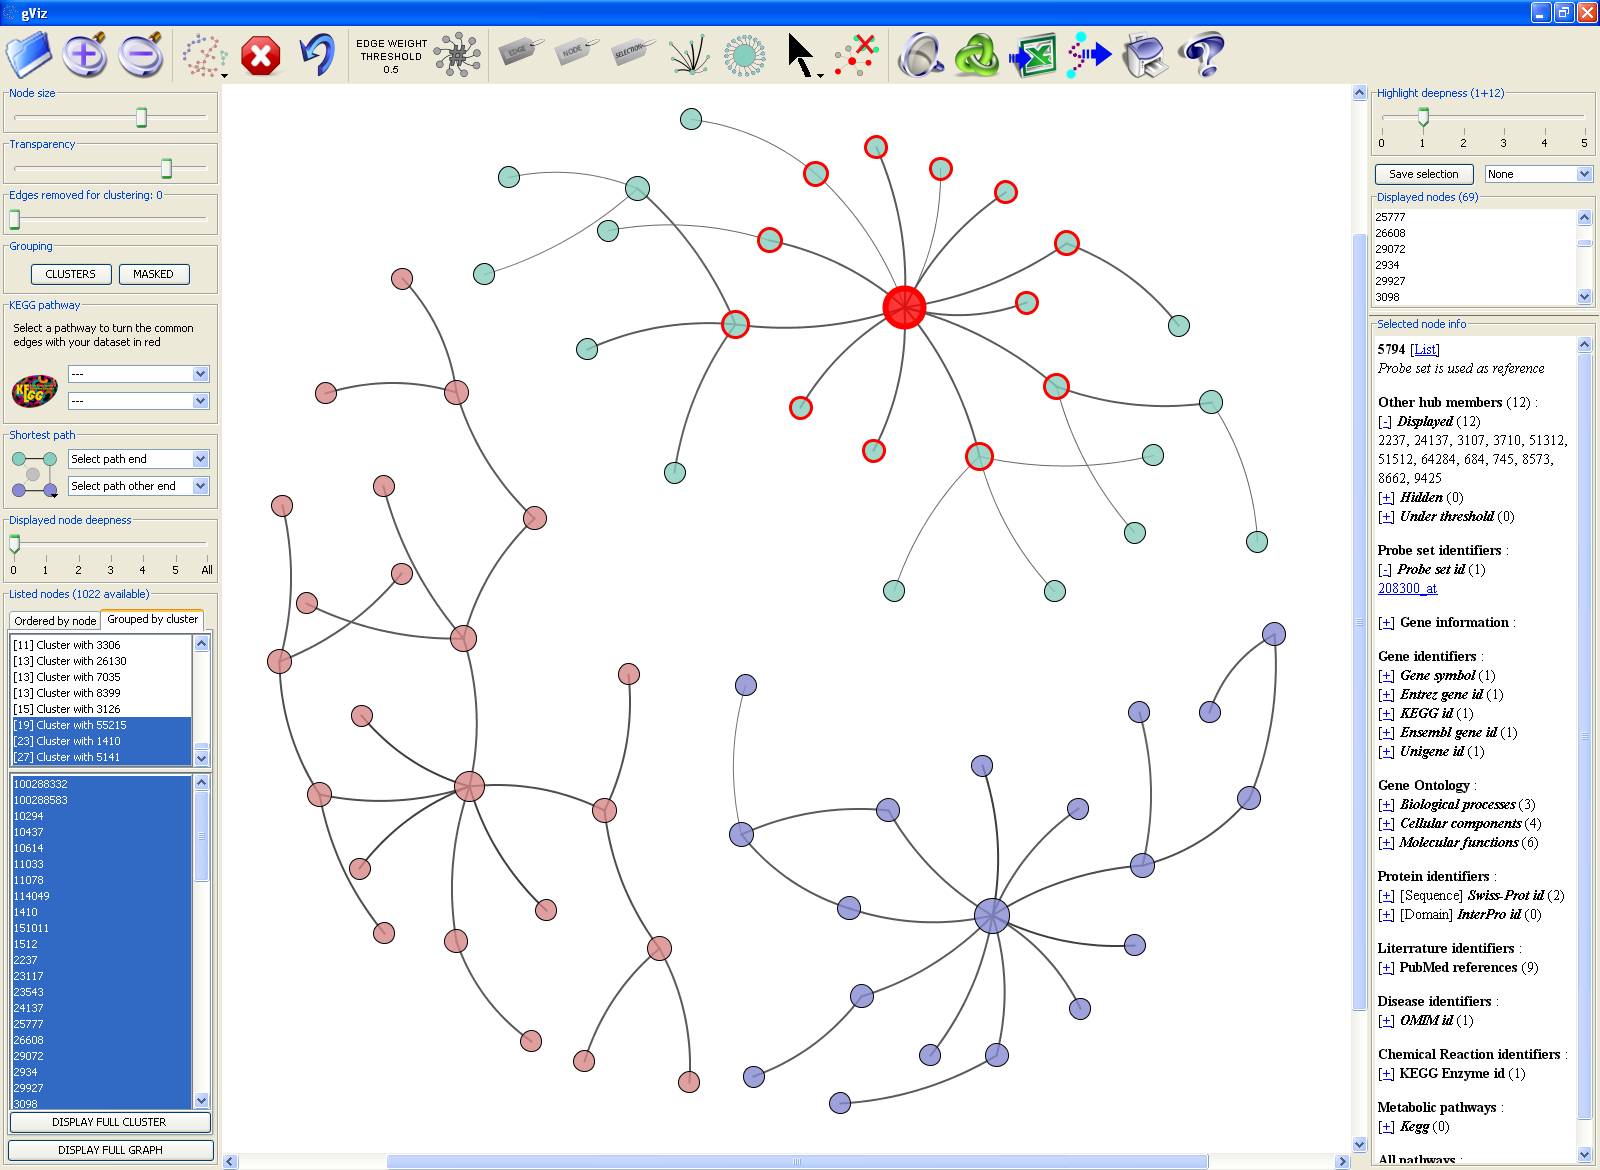 gViz
EDGE WEIGHT
THRESHOLD
0.5
EDGE
NODE
SELECTION
Node size
Transparency
Edges removed for clustering: 0
Grouping
CLUSTERS
MASKED
KEGG pathway
Select a pathway to turn the common
edges with your dataset in red
KEGG
---
---
Shortest path
Select path end
Select path other end
Displayed node deepness
0 1 2 3 4 5 All
Listed nodes (1022 available)
Ordered by node
Grouped by cluster
[11] Cluster with 3306
[13] Cluster with 26130
[13] Cluster with 7035
[13] Cluster with 8399
[15] Cluster with 3126
[19] Cluster with 55215
[23] Cluster with 1410
[27] Cluster with 5141
100288332
100288583
10294
10437
10614
11033
11078
114049
1410
151011
1512
2237
23117
23543
24137
25777
26608
29072
2934
29927
3098
DISPLAY FULL CLUSTER
DISPLAY FULL GRAPH
Highlight deepness (1+12)
0 1 2 3 4 5
Save selection
None
Displayed nodes (69)
25777
26608
29072
2934
29927
3098
Selected node info
5794 [List]
Probe set is used as reference
Other hub members (12) :
[-] Displayed (12)
2237, 24137, 3107, 3710, 51312,
51512, 64284, 684, 745, 8573,
8662, 9425
[+] Hidden (0)
[+] Under threshold (0)
Probe set identifiers :
[-] Probe set id (1)
208300_at
[+] Gene information :
Gene identifiers :
[+] Gene symbol (1)
[+] Entrez gene id (1)
[+] KEGG id (1)
[+] Ensembl gene id (1)
[+] Unigene id (1)
Gene Ontology :
[+] Biological processes (3)
[+] Cellular components (4)
[+] Molecular functions (6)
Protein identifiers :
[+] [Sequence] Swiss-Prot id (2)
[+] [Domain] InterPro id (0)
Literrature identifiers :
[+] PubMed references (9)
Disease identifiers :
[+] OMIM id (1)
Chemical Reaction identifiers :
[+] KEGG Enzyme id (1)
Metabolic pathways :
[+] Kegg (0)
All pathways :